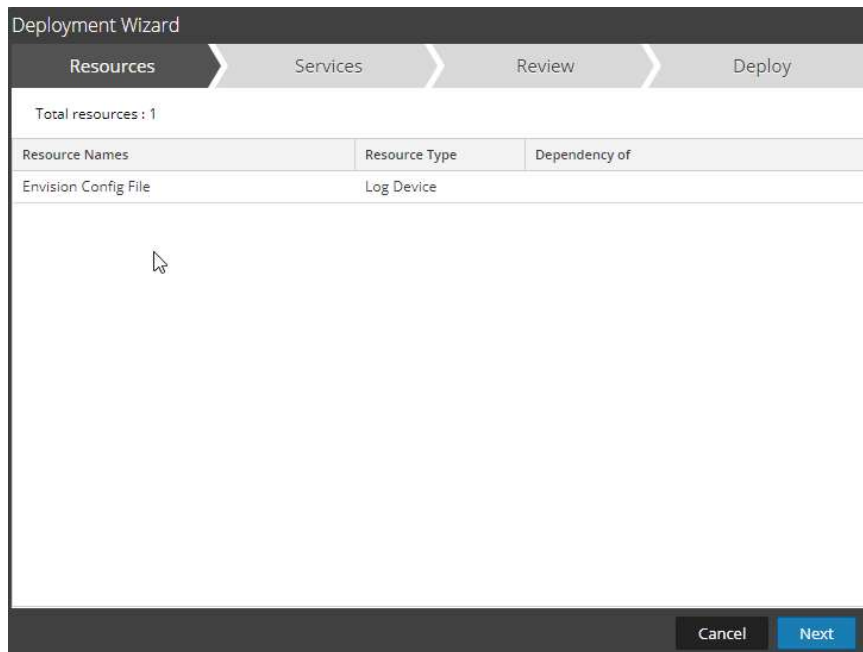 Deployment Wizard
Resources Services Review Deploy
Total resources : 1
Resource Names Resource Type Dependency of
Envision Config File Log Device
Cancel Next